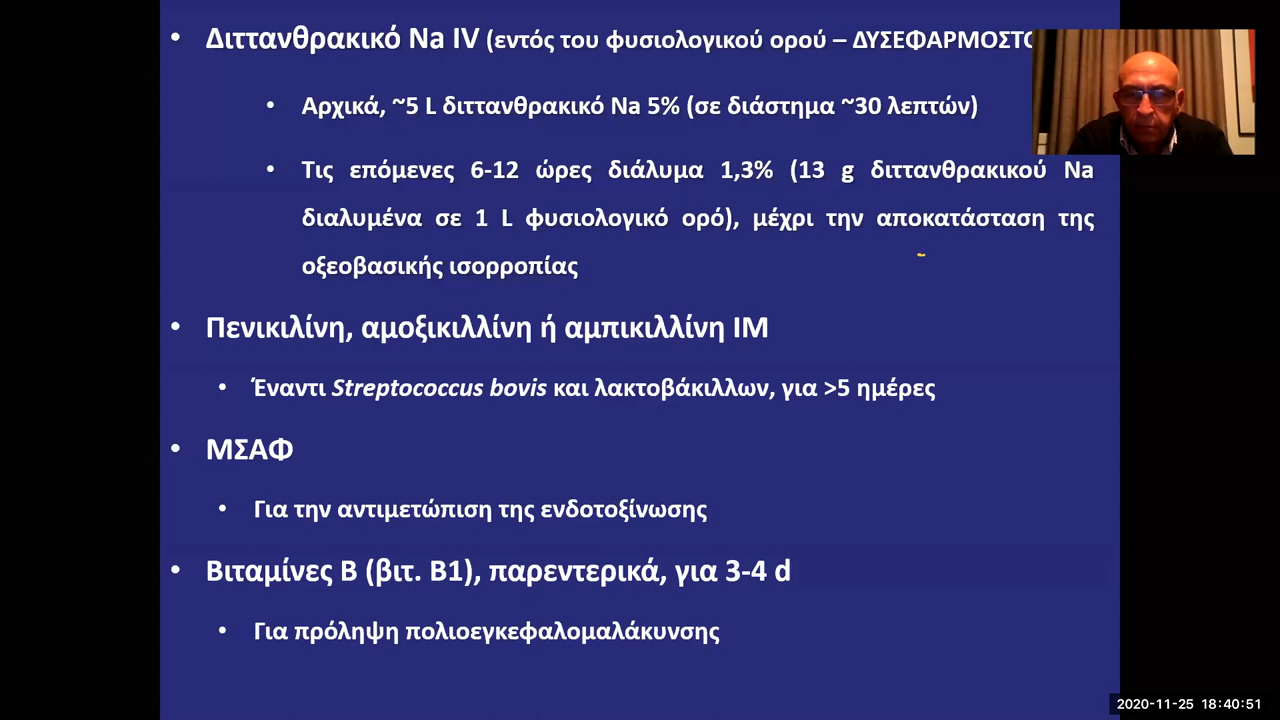 • Διττανθρακικό Na IV (εντός του φυσιολογικού ορού –
• Αρχικά, ~5 L διττανθρακικό Na 5% (σε διάστημα ~30 λεπτών)
• Τις επόμενες 6-12 ώρες διάλυμα 1,3% (13 g διττανθρακικού Na
διαλυμένα σε 1 L φυσιολογικό ορό), μέχρι την αποκατάσταση της
οξεοβασικής ισορροπίας
• Πενικιλίνη, αμοξικιλλίνη ή αμπικιλλίνη IM
• Έναντι Streptococcus bovis και λακτοβάκιλλων, για >5 ημέρες
• ΜΣΑΦ
• Για την αντιμετώπιση της ενδοτοξίνωσης
• Βιταμίνες Β (βιτ. Β1), παρεντερικά, για 3-4 d
• Για πρόληψη πολιοεγκεφαλομαλάκυνσης
2020-11-25 18:40:51